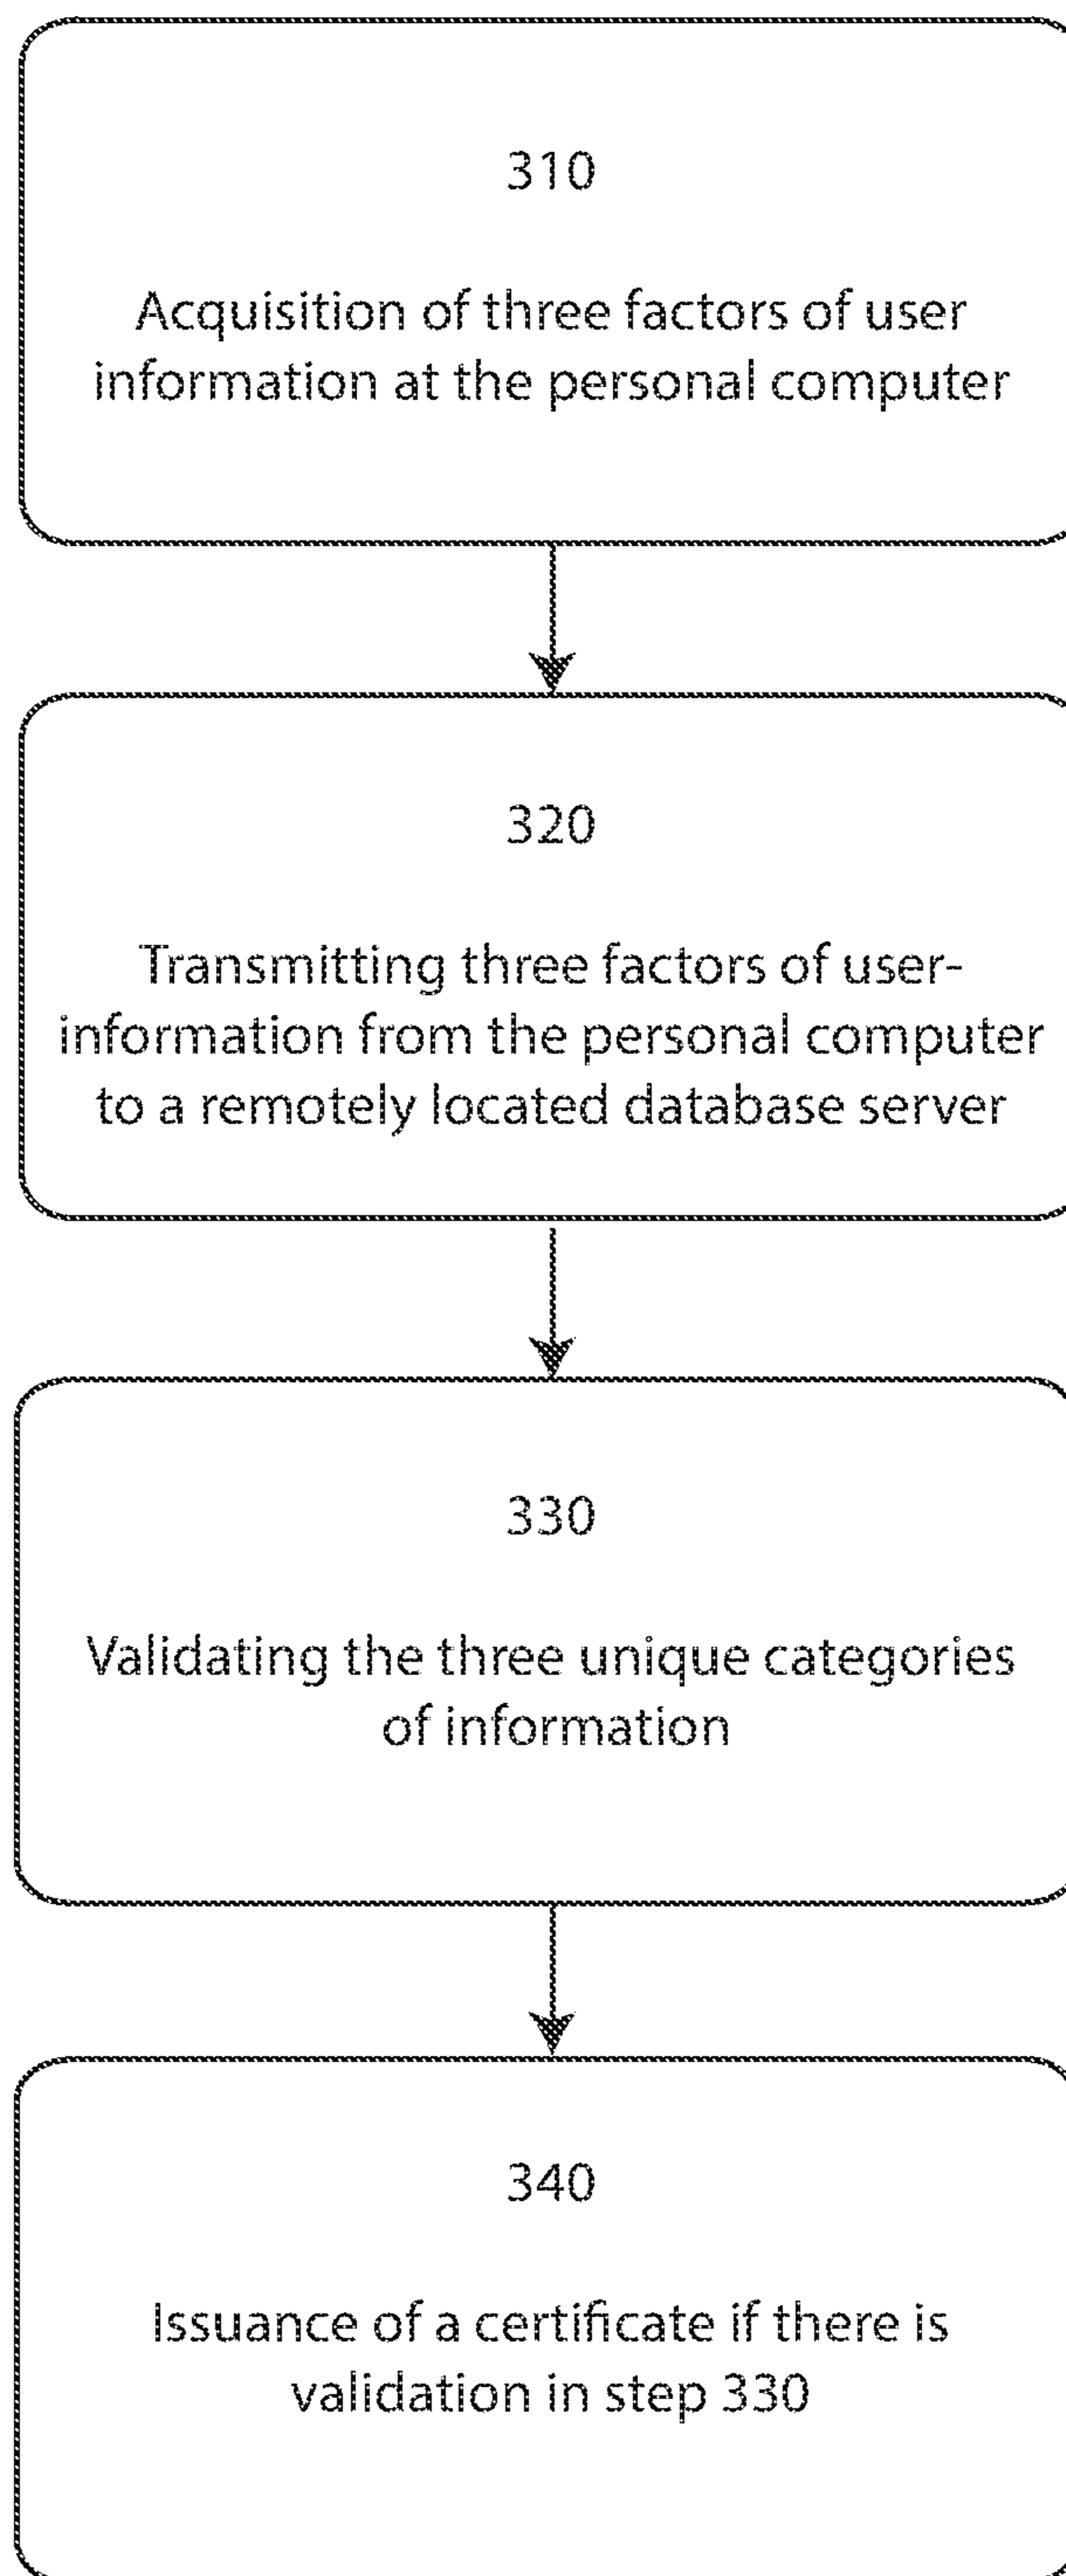 310
Acquisition of three factors of user
information at the personal computer
320
Transmitting three factors of user-
information from the personal computer
to a remotely located database server
330
Validating the three unique categories
of information
340
Issuance of a certificate if there is
validation in step 330